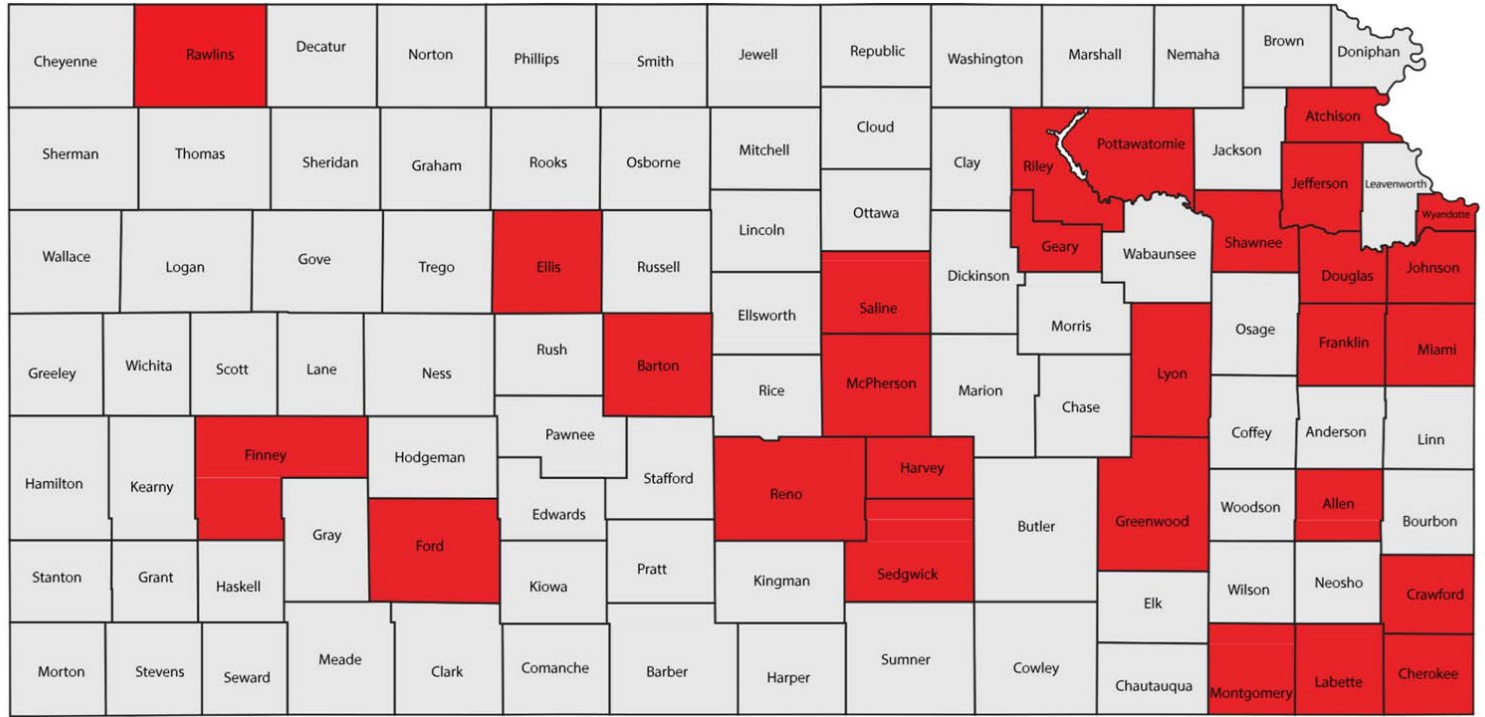 Cheyenne
Rawlins
Decatur
Norton
Phillips
Smith
Jewell
Republic
Washington
Marshall
Nemaha
Brown
Doniphan
Sherman
Thomas
Sheridan
Graham
Rooks
Osborne
Mitchell
Cloud
Clay
Riley
Pottawatomie
Jackson
Atchison
Jefferson
Leavenworth
Wyandotte
Wallace
Logan
Gove
Trego
Ellis
Russell
Lincoln
Ottawa
Saline
Dickinson
Geary
Wabaunsee
Shawnee
Douglas
Johnson
Greeley
Wichita
Scott
Lane
Ness
Rush
Barton
Ellsworth
Rice
McPherson
Marion
Morris
Chase
Lyon
Osage
Franklin
Miami
Hamilton
Kearny
Finney
Hodgeman
Pawnee
Stafford
Reno
Harvey
Butler
Greenwood
Coffey
Anderson
Linn
Woodson
Allen
Bourbon
Gray
Ford
Edwards
Stanton
Grant
Haskell
Kiowa
Pratt
Kingman
Sedgwick
Elk
Wilson
Neosho
Crawford
Morton
Stevens
Seward
Meade
Clark
Comanche
Barber
Harper
Sumner
Cowley
Chautauqua
Montgomery
Labette
Cherokee